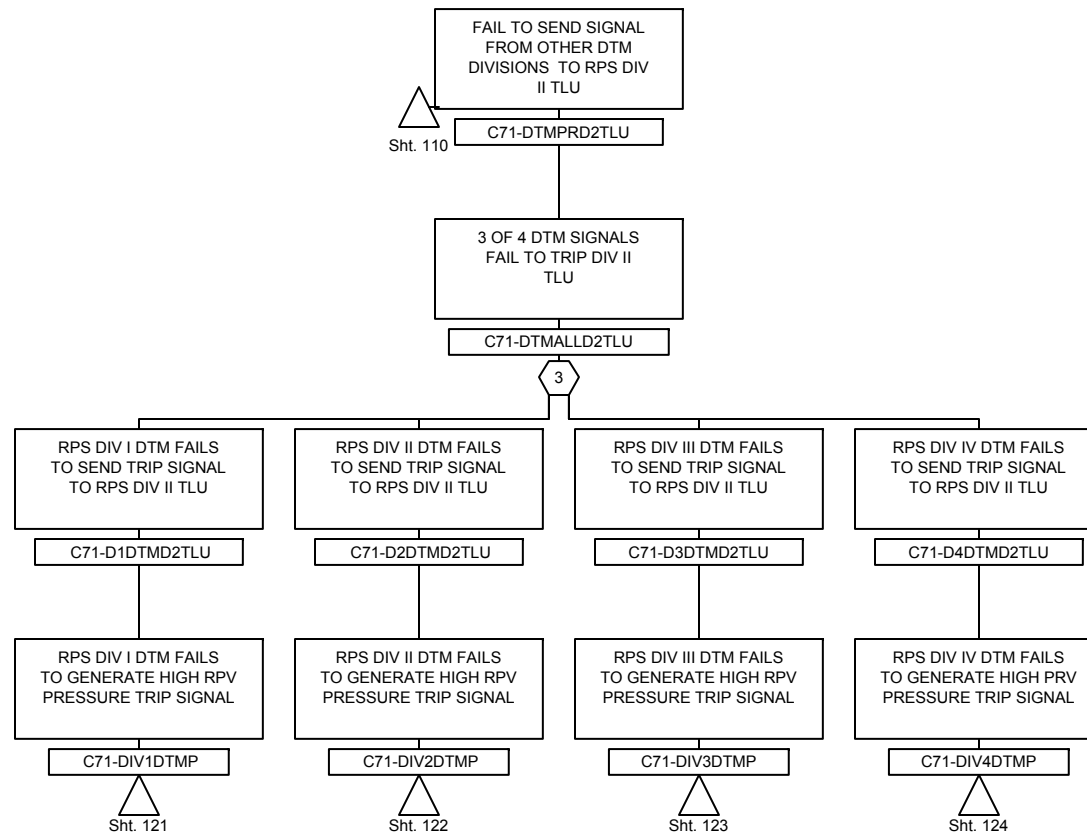 FAIL TO SEND SIGNAL
FROM OTHER DTM
DIVISIONS TO RPS DIV
II TLU
Sht. 110
C71-DTMPRD2TLU
3 OF 4 DTM SIGNALS
FAIL TO TRIP DIV II
TLU
C71-DTMALLD2TLU
3
RPS DIV I DTM FAILS
TO SEND TRIP SIGNAL
TO RPS DIV II TLU
C71-D1DTMD2TLU
RPS DIV II DTM FAILS
TO SEND TRIP SIGNAL
TO RPS DIV II TLU
C71-D2DTMD2TLU
RPS DIV III DTM FAILS
TO SEND TRIP SIGNAL
TO RPS DIV II TLU
C71-D3DTMD2TLU
RPS DIV IV DTM FAILS
TO SEND TRIP SIGNAL
TO RPS DIV II TLU
C71-D4DTMD2TLU
RPS DIV I DTM FAILS
TO GENERATE HIGH RPV
PRESSURE TRIP SIGNAL
C71-DIV1DTMP
Sht. 121
RPS DIV II DTM FAILS
TO GENERATE HIGH RPV
PRESSURE TRIP SIGNAL
C71-DIV2DTMP
Sht. 122
RPS DIV III DTM FAILS
TO GENERATE HIGH RPV
PRESSURE TRIP SIGNAL
C71-DIV3DTMP
Sht. 123
RPS DIV IV DTM FAILS
TO GENERATE HIGH PRV
PRESSURE TRIP SIGNAL
C71-DIV4DTMP
Sht. 124